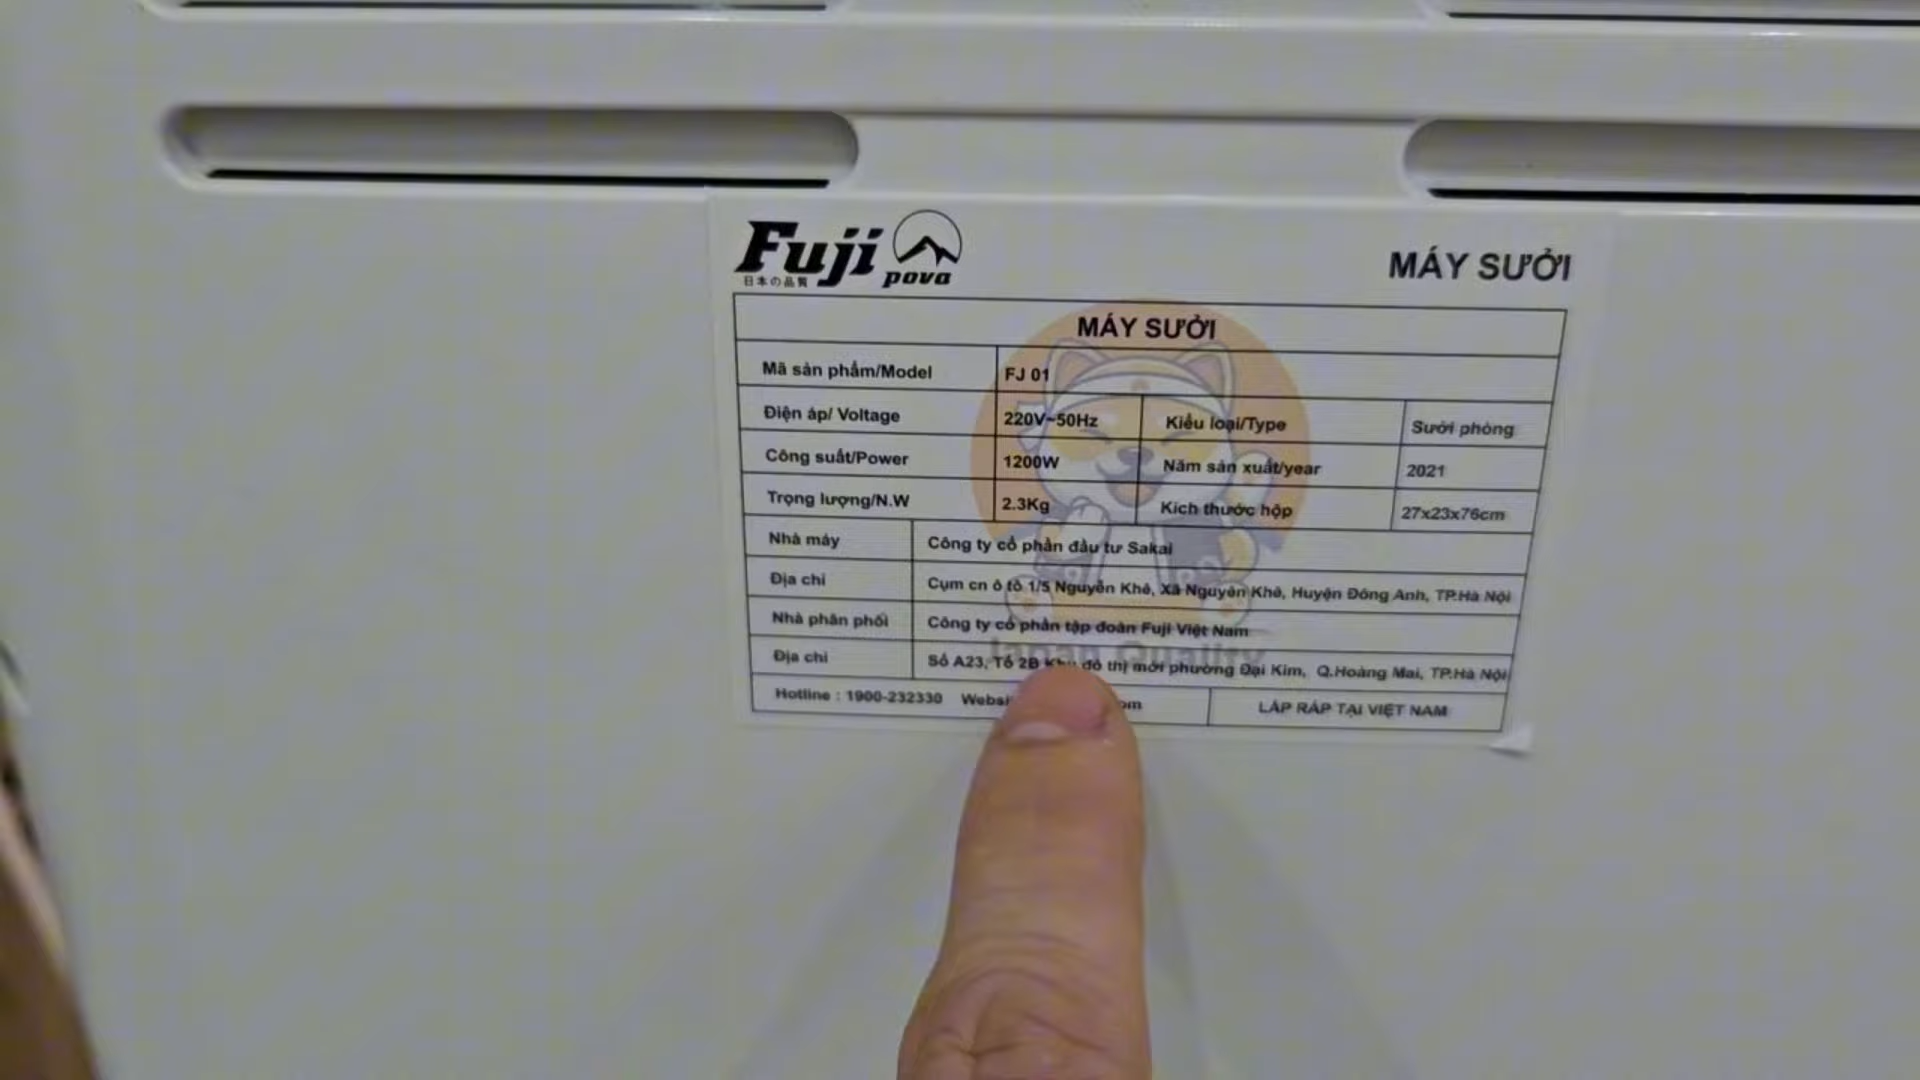 Fuji
pova
日本の品質
MÁY SƯỞI
MÁY SƯỞI
Mã sản phẩm/Model FJ 01
Điện áp/ Voltage 220V~50Hz Kiểu loại/Type Sưởi phòng
Công suất/Power 1200W Năm sản xuất/year 2021
Trọng lượng/N.W 2.3Kg Kích thước hộp 27x23x76cm
Nhà máy Công ty cổ phần đầu tư Sakai
Địa chỉ Cụm cn ô tô 1/5 Nguyên Khê, Xã Nguyên Khê, Huyện Đông Anh, TP.Hà Nội
Nhà phân phối Công ty cổ phần tập đoàn Fuji Việt Nam
Địa chỉ Số A23, Tổ 2B Khu đô thị mới phường Đại Kim, Q.Hoàng Mai, TP.Hà Nội
Japan Quality
Hotline : 1900-232330 LẮP RÁP TẠI VIỆT NAM